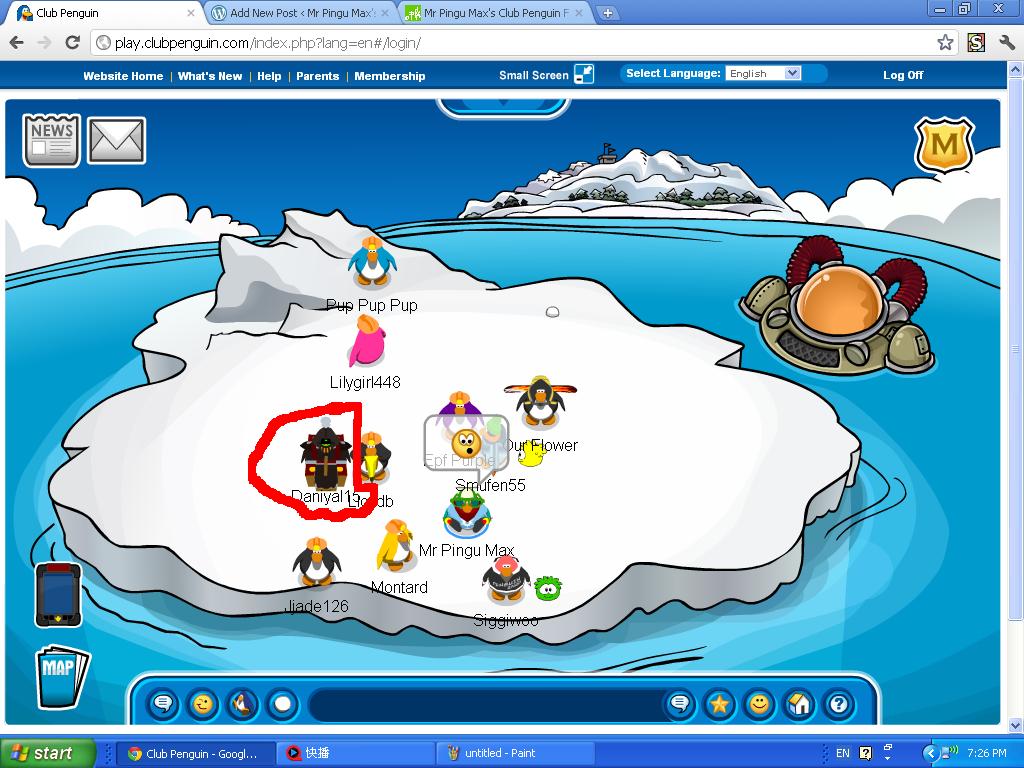 Club Penguin
Add New Post ‹ Mr Pingu Max's
Mr Pingu Max's Club Penguin F
play.clubpenguin.com/index.php?lang=en#/login/
Website Home | What's New | Help | Parents | Membership
Small Screen
Select Language: English
Log Off
NEWS
M
Pup Pup Pup
Lilygirl448
Our Flower
Epf Purple
Smufen55
Daniyal15
Mr Pingu Max
Montard
Jjade126
Siggiwoo
MAP
start
Club Penguin - Googl...
快播
untitled - Paint
EN
7:26 PM